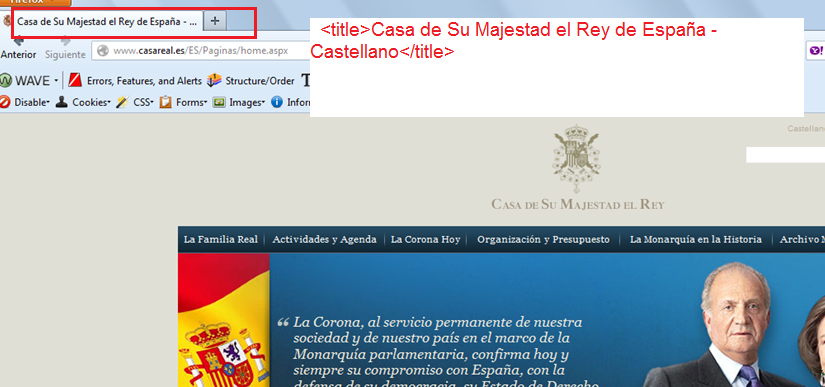 Firefox
Casa de Su Majestad el Rey de España - ...
<title>Casa de Su Majestad el Rey de España -
Castellano</title>
Anterior Siguiente www.casareal.es/ES/Paginas/home.aspx
WAVE Errors, Features, and Alerts Structure/Order T
Disable Cookies CSS Forms Images Infor
Castellan
CASA DE SU MAJESTAD EL REY
La Familia Real | Actividades y Agenda | La Corona Hoy | Organización y Presupuesto | La Monarquía en la Historia | Archivo M
“ La Corona, al servicio permanente de nuestra
sociedad y de nuestro país en el marco de la
Monarquía parlamentaria, confirma hoy y
siempre su compromiso con España, con la
defensa de su democracia, su Estado de Derecho